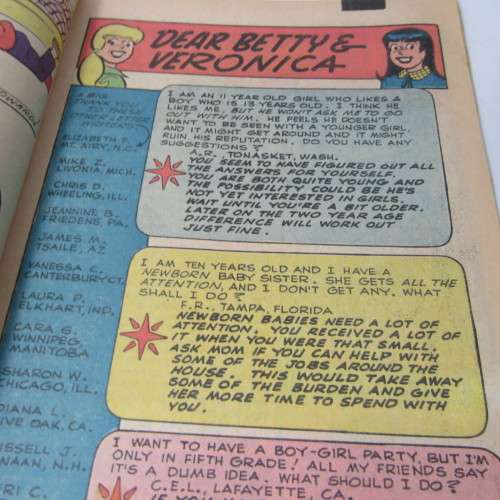 DEAR BETTY &
VERONICA
A BIG
THANK YOU
TO THESE
OTHER LETTER
WRITERS:
ELIZABETH
MT. AIRY, N.C.
MIKE Z.
LIVONIA, MICH.
CHRIS D.
WHEELING, ILL.
JEANNINE B.
FRIEDENS, PA.
JAMES M.
TSAILE, AZ
VANESSA C.
CANTERBURY, CT.
LAURA P.
ELKHART, IND.
CARA S.
WINNIPEG,
MANITOBA
SHARON W.
CHICAGO, ILL.
DIANA L.
LIVE OAK, CA.
RUSSELL J.
NAAN, N.H.
I AM AN 11 YEAR OLD GIRL WHO LIKES A
BOY WHO IS 13 YEARS OLD. I THINK HE
LIKES ME, BUT HE WON'T ASK ME TO GO
OUT WITH HIM. HE FEELS HE DOESN'T
WANT TO BE SEEN WITH A YOUNGER GIRL
AND IT MIGHT GET AROUND AND IT MIGHT
RUIN HIS REPUTATION. DO YOU HAVE ANY
SUGGESTIONS?
A.R., TONASKET, WASH.
YOU SEEM TO HAVE FIGURED OUT ALL
THE ANSWERS FOR YOURSELF.
YOU ARE BOTH QUITE YOUNG AND
THE POSSIBILITY COULD BE HE'S
NOT YET INTERESTED IN GIRLS.
WAIT UNTIL YOU'RE A BIT OLDER.
LATER ON THE TWO YEAR AGE
DIFFERENCE WILL WORK OUT
JUST FINE.
I AM TEN YEARS OLD AND I HAVE A
NEWBORN BABY SISTER. SHE GETS ALL THE
ATTENTION, AND I DON'T GET ANY. WHAT
SHALL I DO?
F.R., TAMPA, FLORIDA
NEWBORN BABIES NEED A LOT OF
ATTENTION. YOU RECEIVED A LOT OF
IT WHEN YOU WERE THAT SMALL.
ASK MOM IF YOU CAN HELP WITH
SOME OF THE JOBS AROUND THE
HOUSE. THIS WOULD TAKE AWAY
SOME OF THE BURDEN AND GIVE
HER MORE TIME TO SPEND WITH
YOU.
I WANT TO HAVE A BOY-GIRL PARTY, BUT I'M
ONLY IN FIFTH GRADE! ALL MY FRIENDS SAY
IT'S A DUMB IDEA. WHAT SHOULD I DO?
C.E.L., LAFAYETTE, CA.